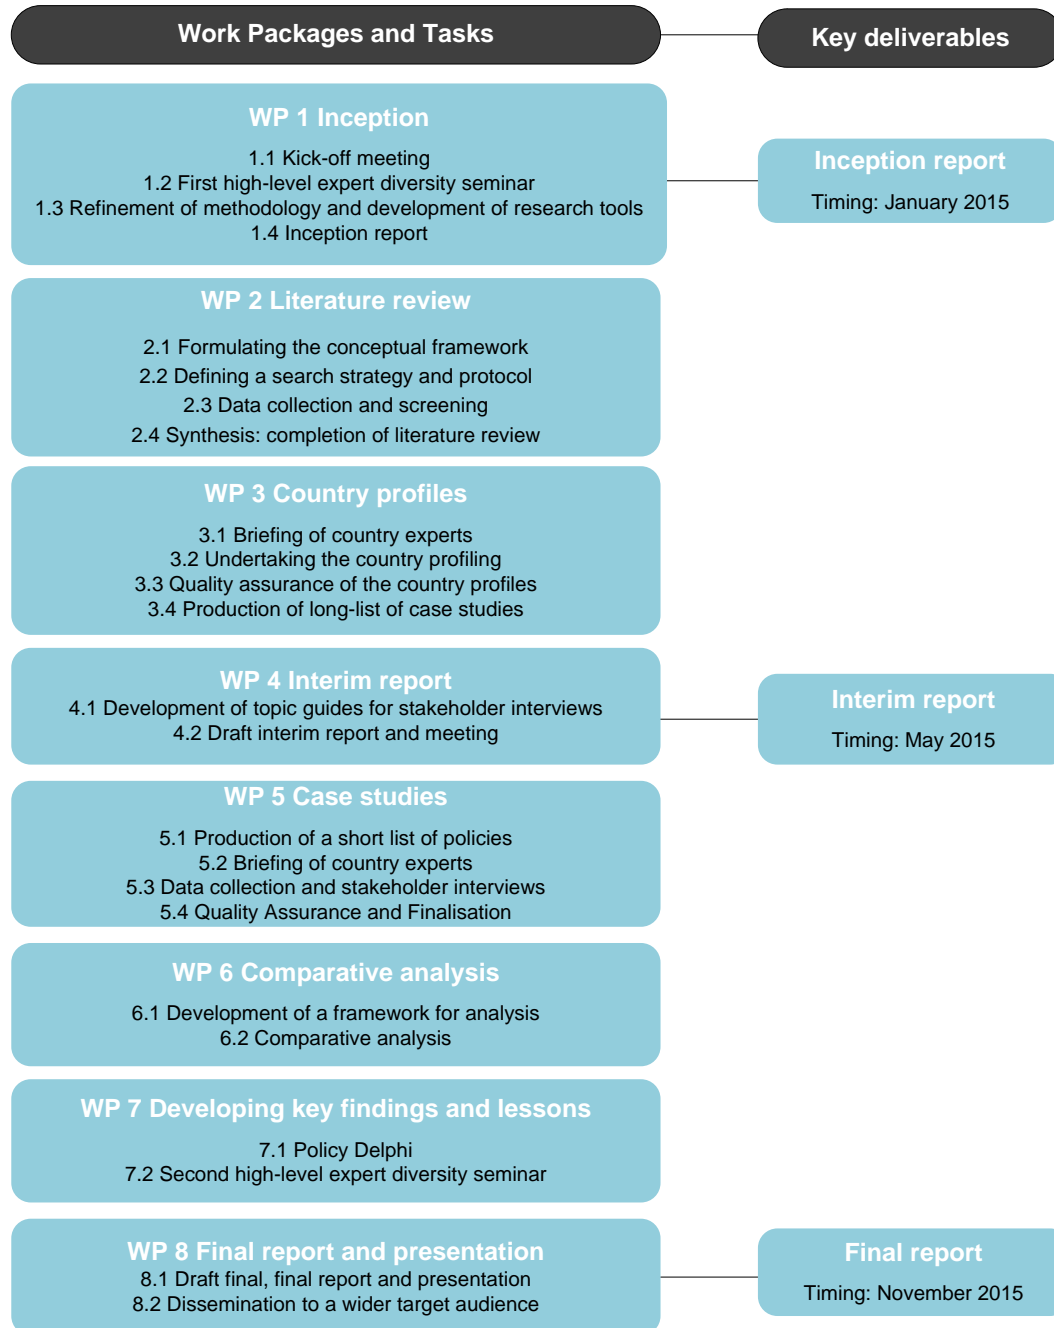 Work Packages and Tasks
Key deliverables
WP 1 Inception
1.1 Kick-off meeting
1.2 First high-level expert diversity seminar
1.3 Refinement of methodology and development of research tools
1.4 Inception report
Inception report
Timing: January 2015
WP 2 Literature review
2.1 Formulating the conceptual framework
2.2 Defining a search strategy and protocol
2.3 Data collection and screening
2.4 Synthesis: completion of literature review
WP 3 Country profiles
3.1 Briefing of country experts
3.2 Undertaking the country profiling
3.3 Quality assurance of the country profiles
3.4 Production of long-list of case studies
WP 4 Interim report
4.1 Development of topic guides for stakeholder interviews
4.2 Draft interim report and meeting
Interim report
Timing: May 2015
WP 5 Case studies
5.1 Production of a short list of policies
5.2 Briefing of country experts
5.3 Data collection and stakeholder interviews
5.4 Quality Assurance and Finalisation
WP 6 Comparative analysis
6.1 Development of a framework for analysis
6.2 Comparative analysis
WP 7 Developing key findings and lessons
7.1 Policy Delphi
7.2 Second high-level expert diversity seminar
WP 8 Final report and presentation
8.1 Draft final, final report and presentation
8.2 Dissemination to a wider target audience
Final report
Timing: November 2015